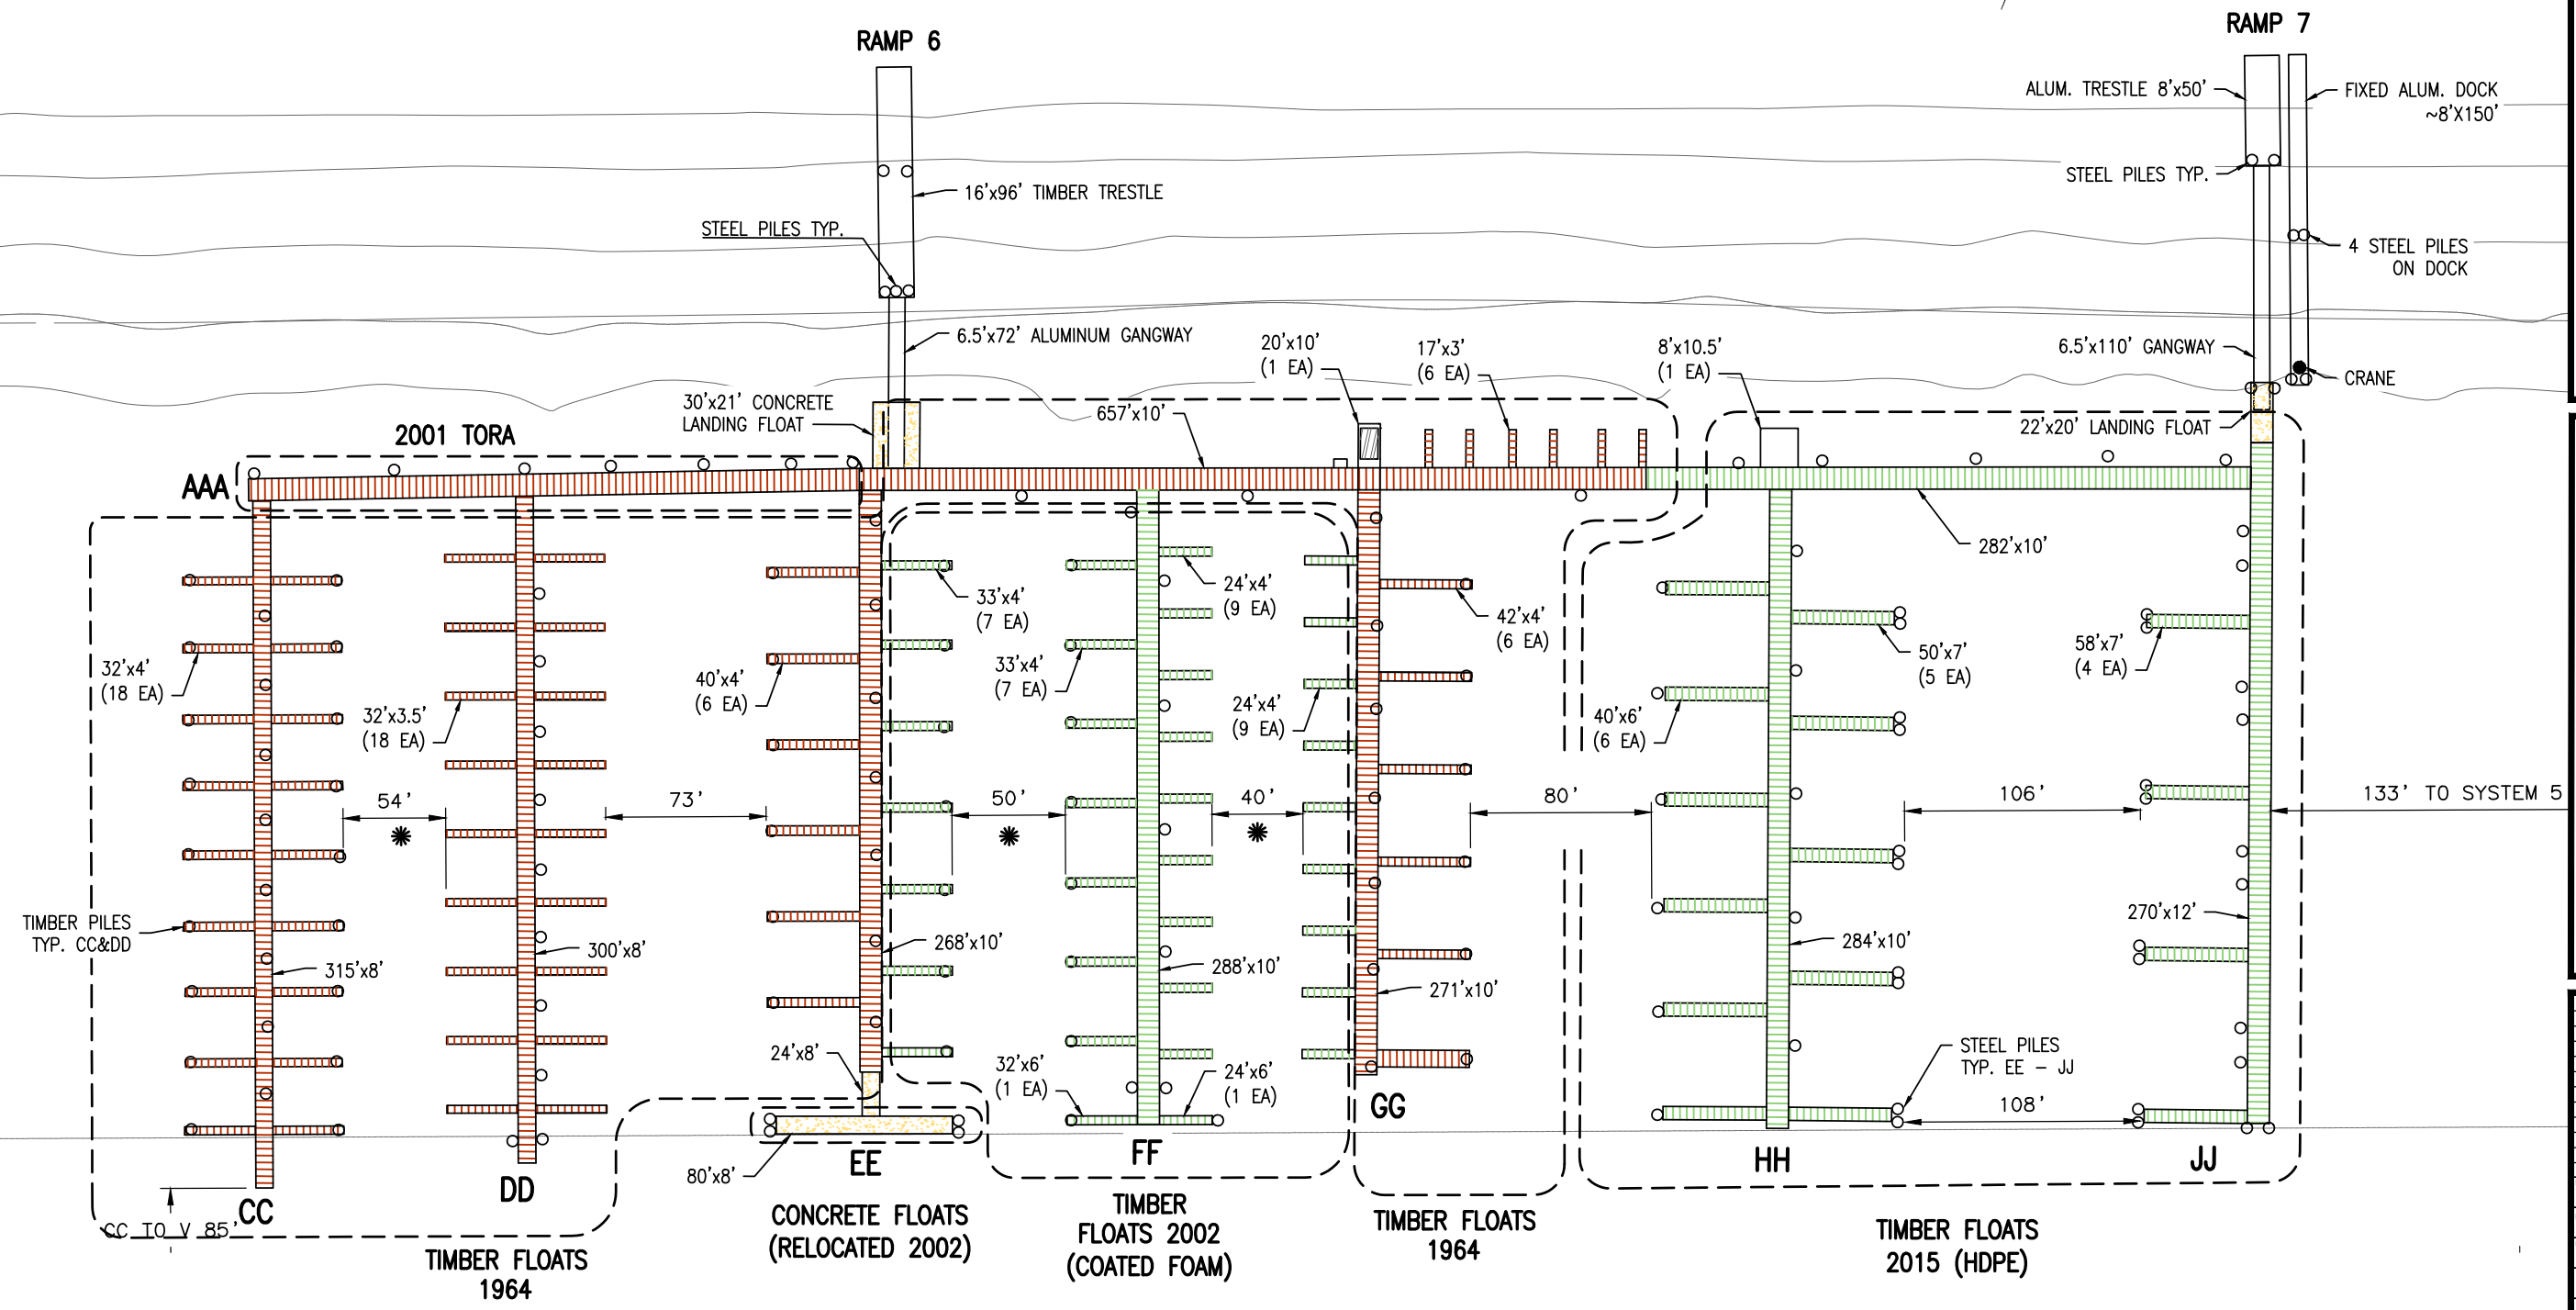 RAMP 6
RAMP 7
ALUM. TRESTLE 8'x50'
FIXED ALUM. DOCK
~8'X150'
STEEL PILES TYP.
16'x96' TIMBER TRESTLE
STEEL PILES TYP.
4 STEEL PILES
ON DOCK
6.5'x72' ALUMINUM GANGWAY
20'x10'
(1 EA)
17'x3'
(6 EA)
8'x10.5'
(1 EA)
6.5'x110' GANGWAY
CRANE
30'x21' CONCRETE
LANDING FLOAT
657'x10'
22'x20' LANDING FLOAT
2001 TORA
AAA
282'x10'
33'x4'
(7 EA)
24'x4'
(9 EA)
42'x4'
(6 EA)
32'x4'
(18 EA)
40'x4'
(6 EA)
33'x4'
(7 EA)
50'x7'
(5 EA)
58'x7'
(4 EA)
32'x3.5'
(18 EA)
24'x4'
(9 EA)
40'x6'
(6 EA)
54'
73'
50'
40'
80'
106'
133' TO SYSTEM 5
TIMBER PILES
TYP. CC&DD
315'x8'
300'x8'
268'x10'
288'x10'
271'x10'
284'x10'
270'x12'
24'x8'
32'x6'
(1 EA)
24'x6'
(1 EA)
STEEL PILES
TYP. EE - JJ
108'
80'x8'
CC TO V 85'
CC
DD
EE
FF
GG
HH
JJ
TIMBER FLOATS
1964
CONCRETE FLOATS
(RELOCATED 2002)
TIMBER
FLOATS 2002
(COATED FOAM)
TIMBER FLOATS
1964
TIMBER FLOATS
2015 (HDPE)